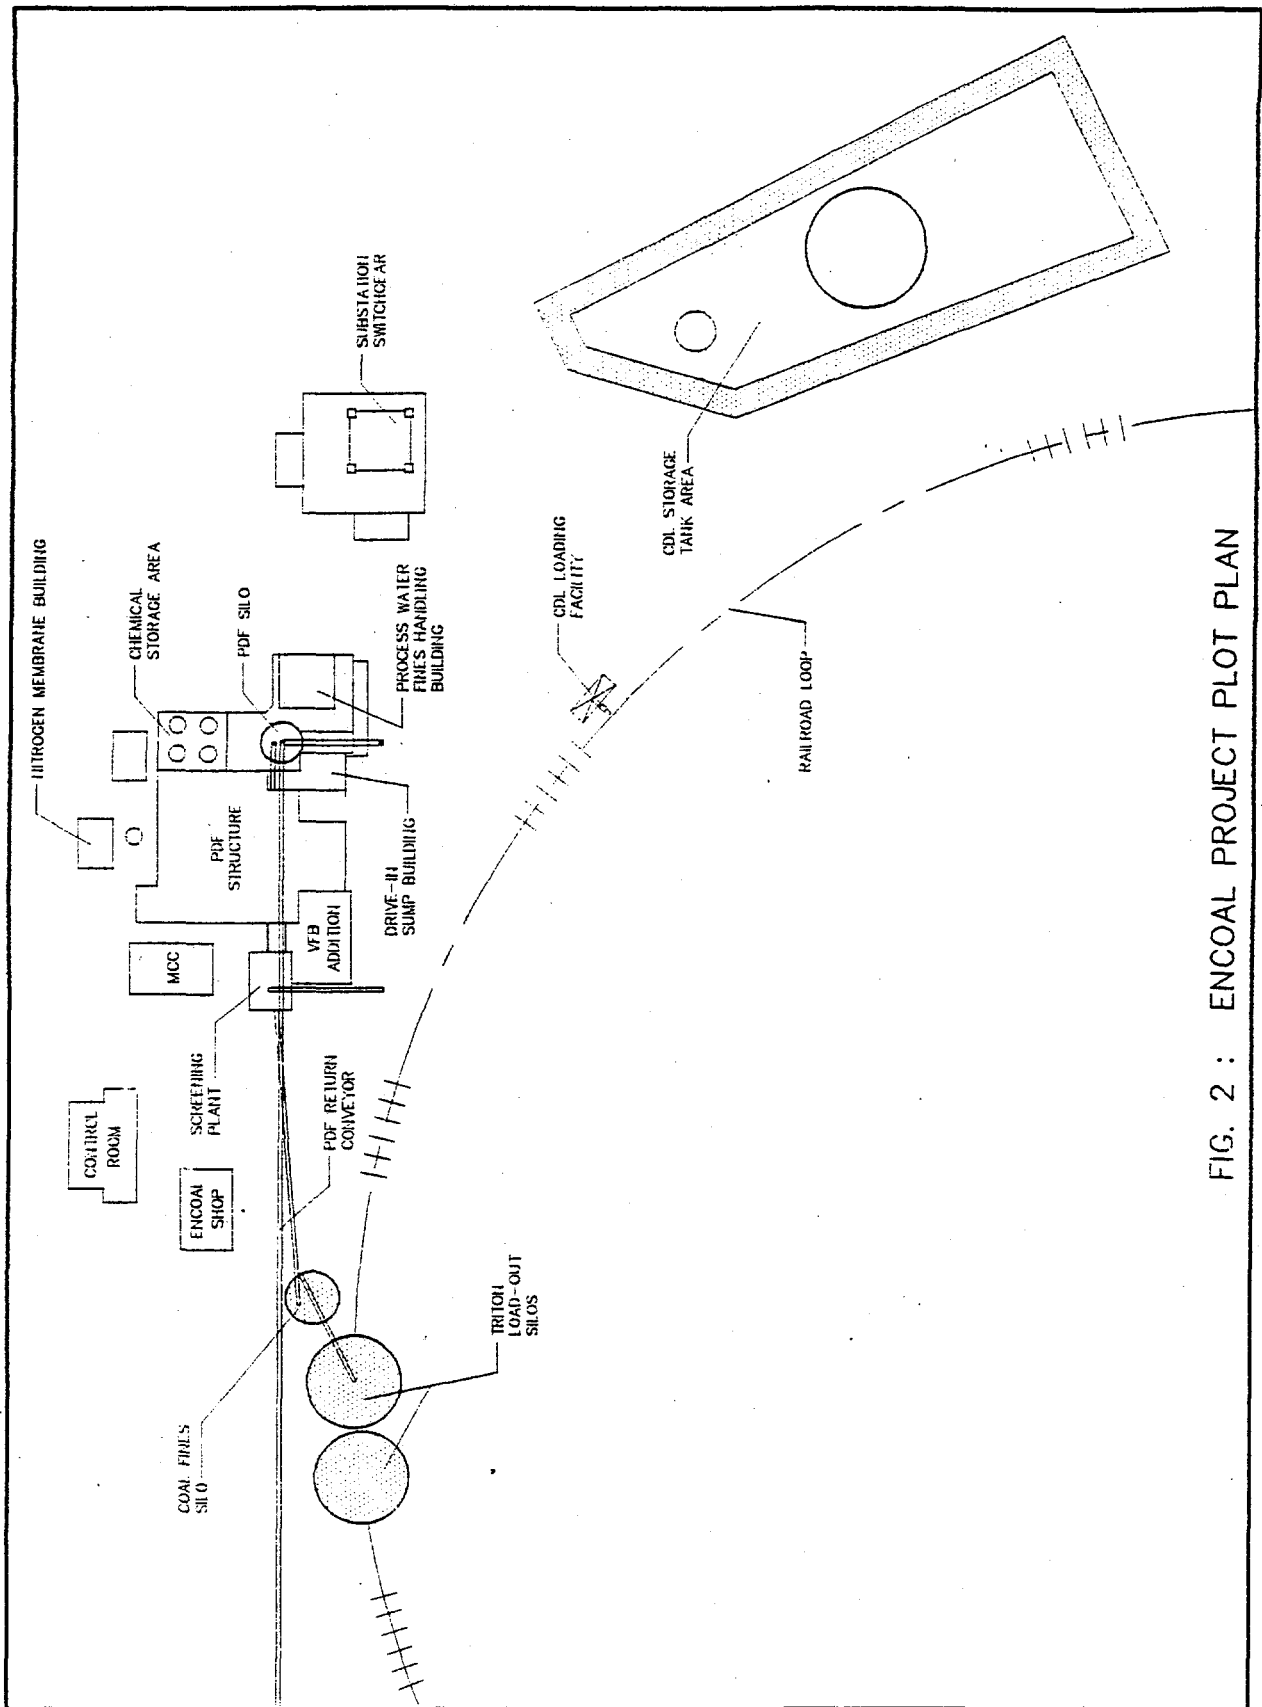 NITROGEN MEMBRANE BUILDING
CHEMICAL
STORAGE AREA
PDF SILO
SUBSTATION
SWITCHGEAR
PROCESS WATER
FINES HANDLING
BUILDING
PDF
STRUCTURE
DRIVE-IN
SUMP BUILDING
VFB
ADDITION
MCC
SCREENING
PLANT
CONTROL
ROOM
ENCOAL
SHOP
PDF RETURN
CONVEYOR
COAL FINES
SILO
TRITON
LOAD-OUT
SILOS
CDL LOADING
FACILITY
CDL STORAGE
TANK AREA
RAILROAD LOOP
FIG. 2 : ENCOAL PROJECT PLOT PLAN